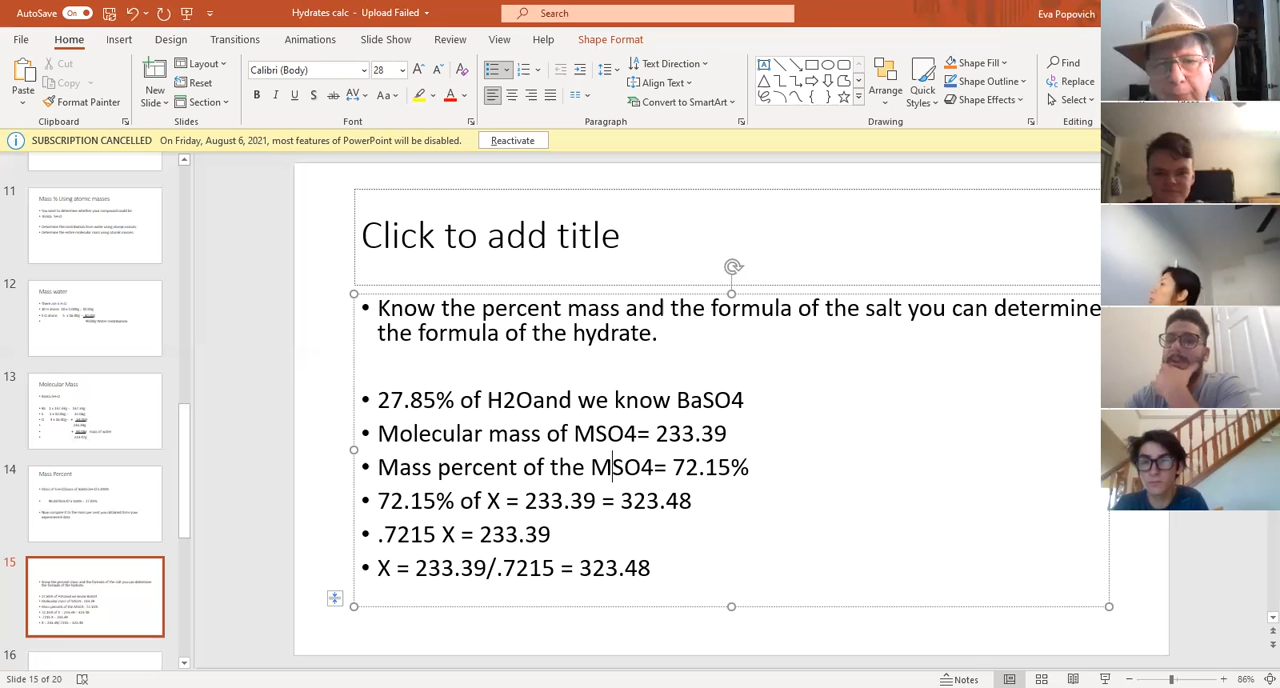 AutoSave On Hydrates calc - Upload Failed Search Eva Popovich
File Home Insert Design Transitions Animations Slide Show Review View Help Shape Format
Cut
Copy
Format Painter
Paste
Clipboard
New
Slide
Layout
Reset
Section
Slides
Calibri (Body) 28
Font
Text Direction
Align Text
Convert to SmartArt
Paragraph
Arrange
Quick
Styles
Shape Fill
Shape Outline
Shape Effects
Drawing
Find
Replace
Select
Editing
SUBSCRIPTION CANCELLED On Friday, August 6, 2021, most features of PowerPoint will be disabled. Reactivate
11
Mass % Using atomic masses
12
Mass water
13
Molecular Mass
14
Mass Percent
15
16
Click to add title
• Know the percent mass and the formula of the salt you can determine
the formula of the hydrate.
• 27.85% of H2Oand we know BaSO4
• Molecular mass of MSO4= 233.39
• Mass percent of the MSO4= 72.15%
• 72.15% of X = 233.39 = 323.48
• .7215 X = 233.39
• X = 233.39/.7215 = 323.48
Slide 15 of 20 Notes 86%